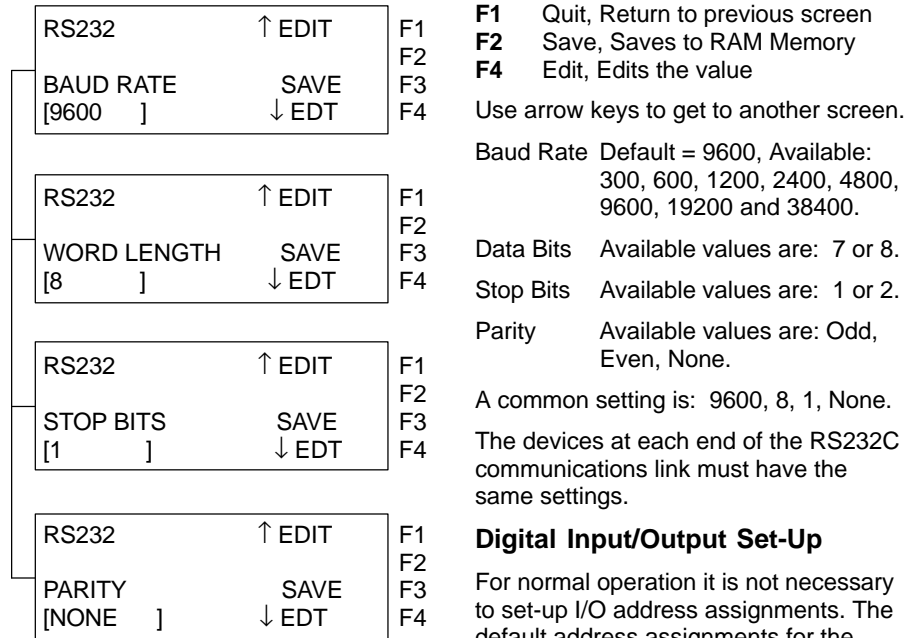 RS232 ↑ EDIT F1
F2
BAUD RATE SAVE F3
[9600 ] ↓ EDT F4
RS232 ↑ EDIT F1
F2
WORD LENGTH SAVE F3
[8 ] ↓ EDT F4
RS232 ↑ EDIT F1
F2
STOP BITS SAVE F3
[1 ] ↓ EDT F4
RS232 ↑ EDIT F1
F2
PARITY SAVE F3
[NONE ] ↓ EDT F4
F1 Quit, Return to previous screen
F2 Save, Saves to RAM Memory
F4 Edit, Edits the value
Use arrow keys to get to another screen.
Baud Rate Default = 9600, Available:
300, 600, 1200, 2400, 4800,
9600, 19200 and 38400.
Data Bits Available values are: 7 or 8.
Stop Bits Available values are: 1 or 2.
Parity Available values are: Odd,
Even, None.
A common setting is: 9600, 8, 1, None.
The devices at each end of the RS232C
communications link must have the
same settings.
Digital Input/Output Set-Up
For normal operation it is not necessary
to set-up I/O address assignments. The
default address assignments for the